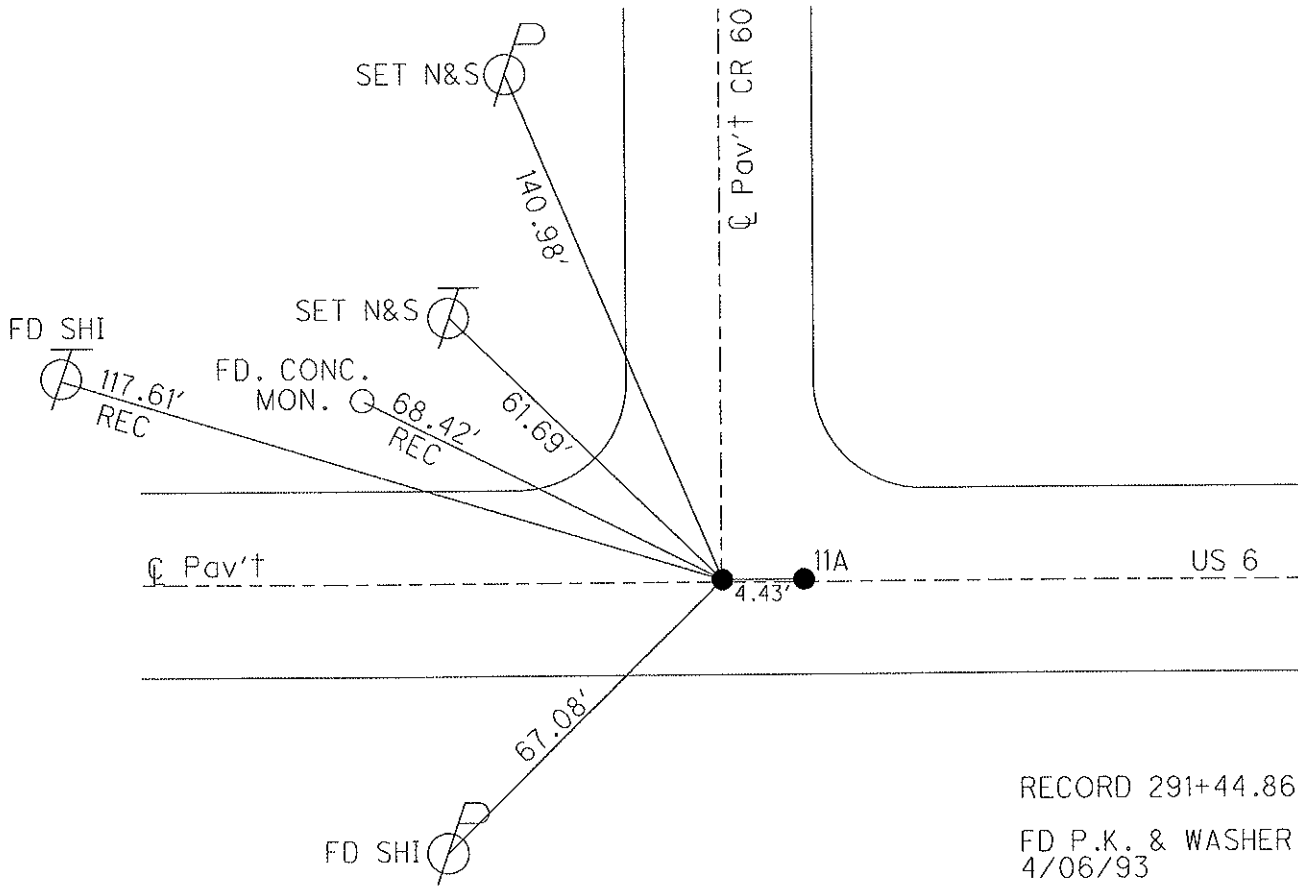 SET N&S
℄ Pav't CR 60
140.98'
SET N&S
FD SHI
117.61'
REC
FD. CONC.
MON.
68.42'
REC
61.69'
℄ Pav't
11A
US 6
4.43'
67.08'
FD SHI
RECORD 291+44.86
FD P.K. & WASHER
4/06/93